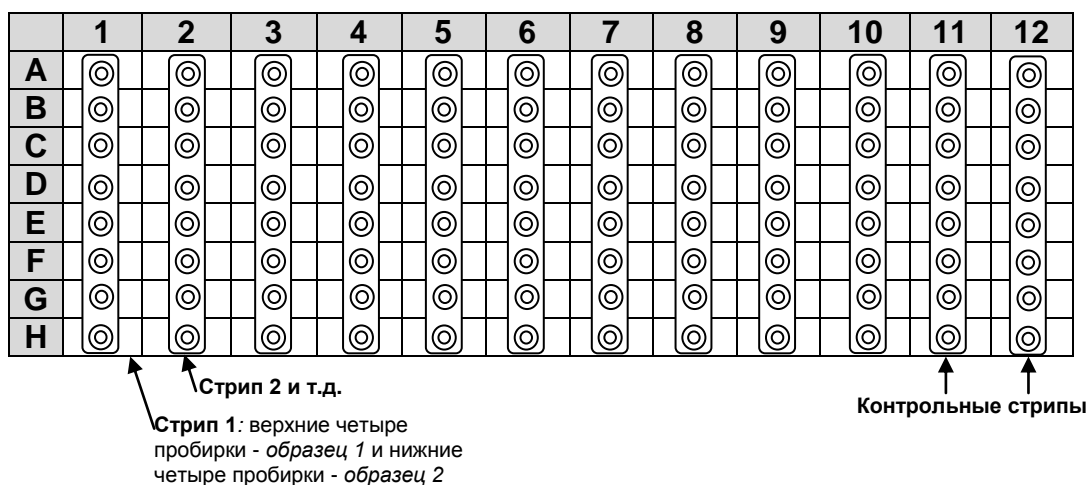 1 2 3 4 5 6 7 8 9 10 11 12
A
B
C
D
E
F
G
H
Стрип 2 и т.д.
Контрольные стрипы
Стрип 1: верхние четыре
пробирки - образец 1 и нижние
четыре пробирки - образец 2